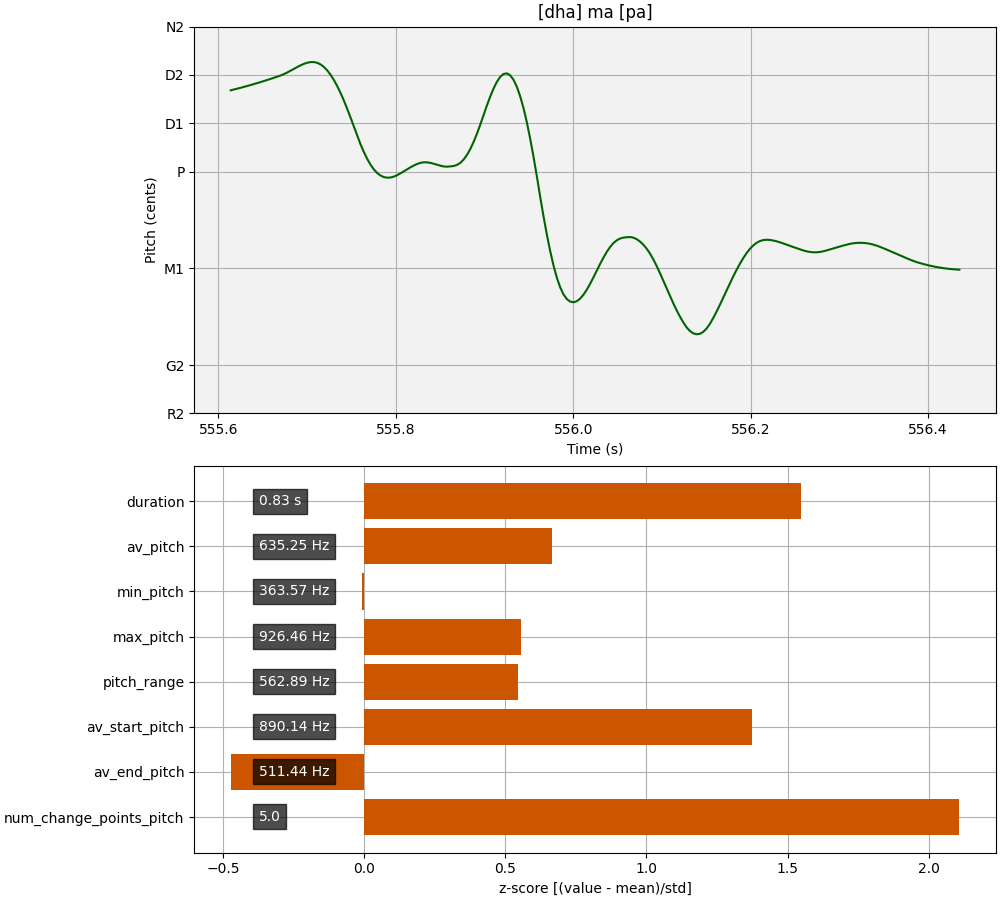 [dha] ma [pa]
N2
D2
D1
P
M1
G2
R2
Pitch (cents)
555.6 555.8 556.0 556.2 556.4
Time (s)
duration 0.83 s
av_pitch 635.25 Hz
min_pitch 363.57 Hz
max_pitch 926.46 Hz
pitch_range 562.89 Hz
av_start_pitch 890.14 Hz
av_end_pitch 511.44 Hz
num_change_points_pitch 5.0
−0.5 0.0 0.5 1.0 1.5 2.0
z-score [(value - mean)/std]